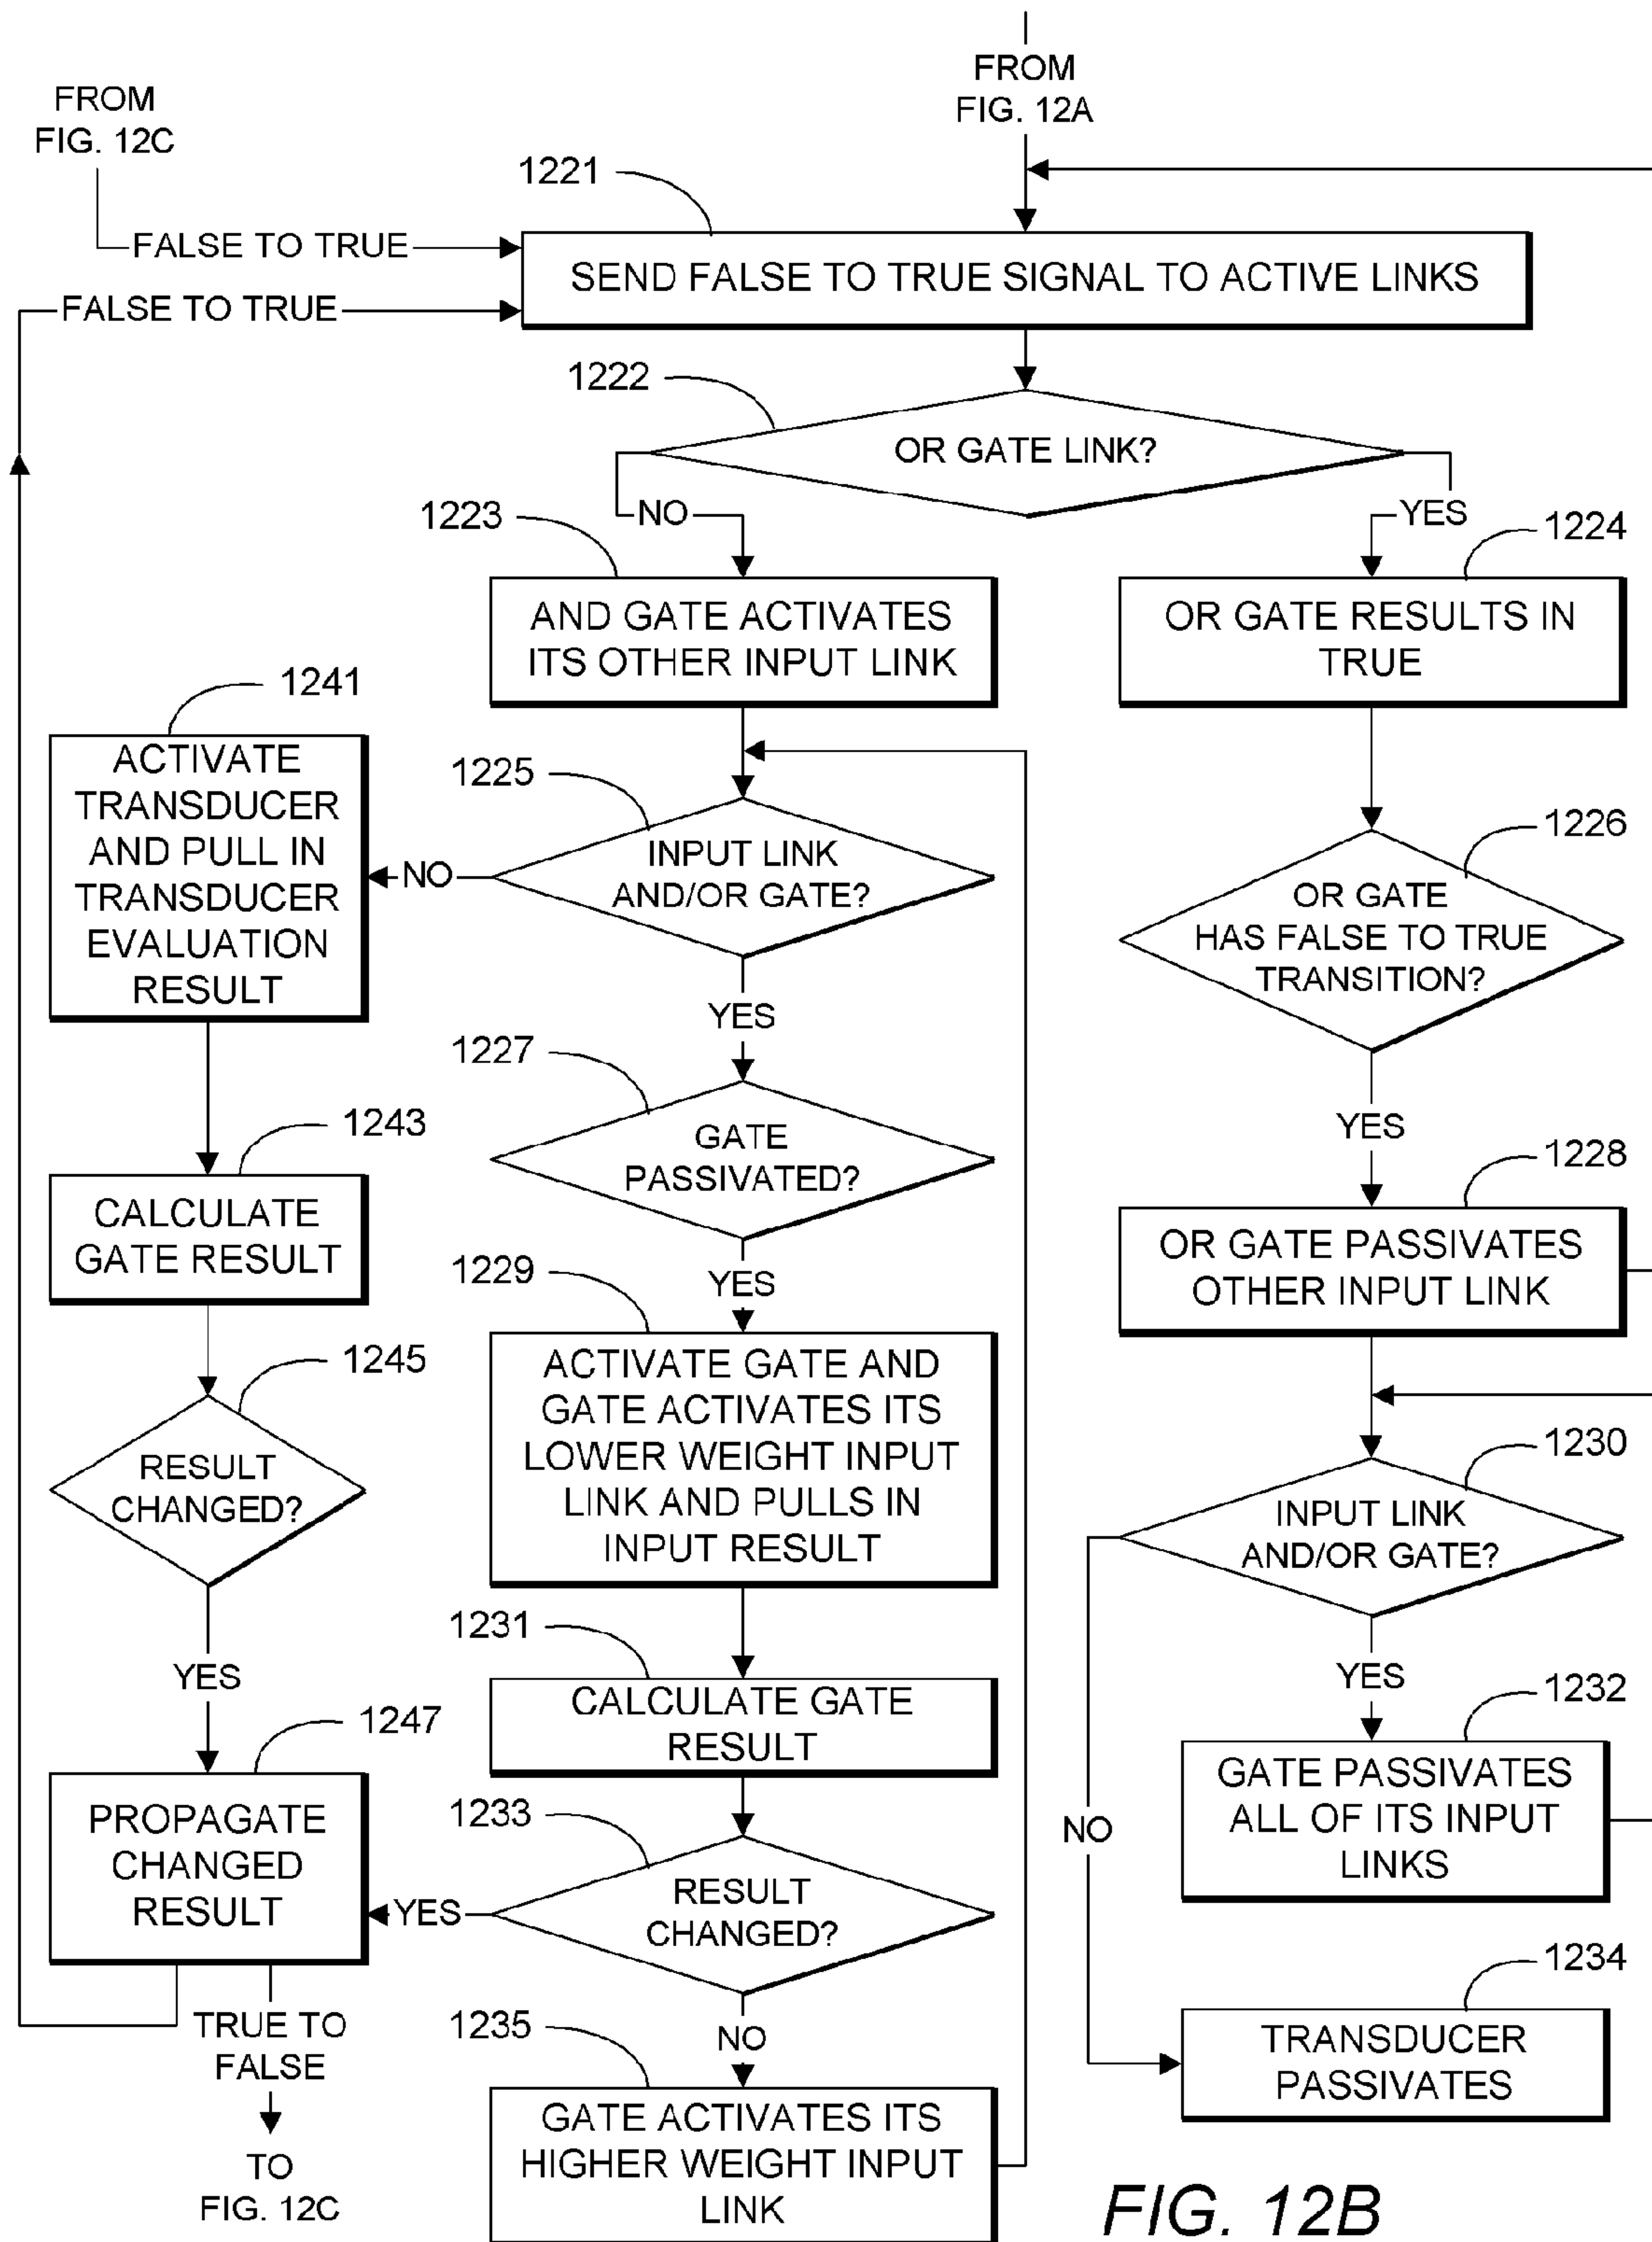 FROM
FIG. 12A
FROM
FIG. 12C
1221
FALSE TO TRUE
SEND FALSE TO TRUE SIGNAL TO ACTIVE LINKS
FALSE TO TRUE
1222
OR GATE LINK?
NO
YES
1223
1224
AND GATE ACTIVATES
ITS OTHER INPUT LINK
OR GATE RESULTS IN
TRUE
1241
ACTIVATE
TRANSDUCER
AND PULL IN
TRANSDUCER
EVALUATION
RESULT
1225
INPUT LINK
AND/OR GATE?
NO
YES
1226
OR GATE
HAS FALSE TO TRUE
TRANSITION?
YES
1227
GATE
PASSIVATED?
YES
1243
CALCULATE
GATE RESULT
1228
OR GATE PASSIVATES
OTHER INPUT LINK
1229
ACTIVATE GATE AND
GATE ACTIVATES ITS
LOWER WEIGHT INPUT
LINK AND PULLS IN
INPUT RESULT
1245
RESULT
CHANGED?
YES
1230
INPUT LINK
AND/OR GATE?
YES
NO
1231
CALCULATE GATE
RESULT
1232
GATE PASSIVATES
ALL OF ITS INPUT
LINKS
1247
PROPAGATE
CHANGED
RESULT
1233
RESULT
CHANGED?
YES
NO
1234
TRANSDUCER
PASSIVATES
TRUE TO
FALSE
TO
FIG. 12C
1235
GATE ACTIVATES ITS
HIGHER WEIGHT INPUT
LINK
FIG. 12B